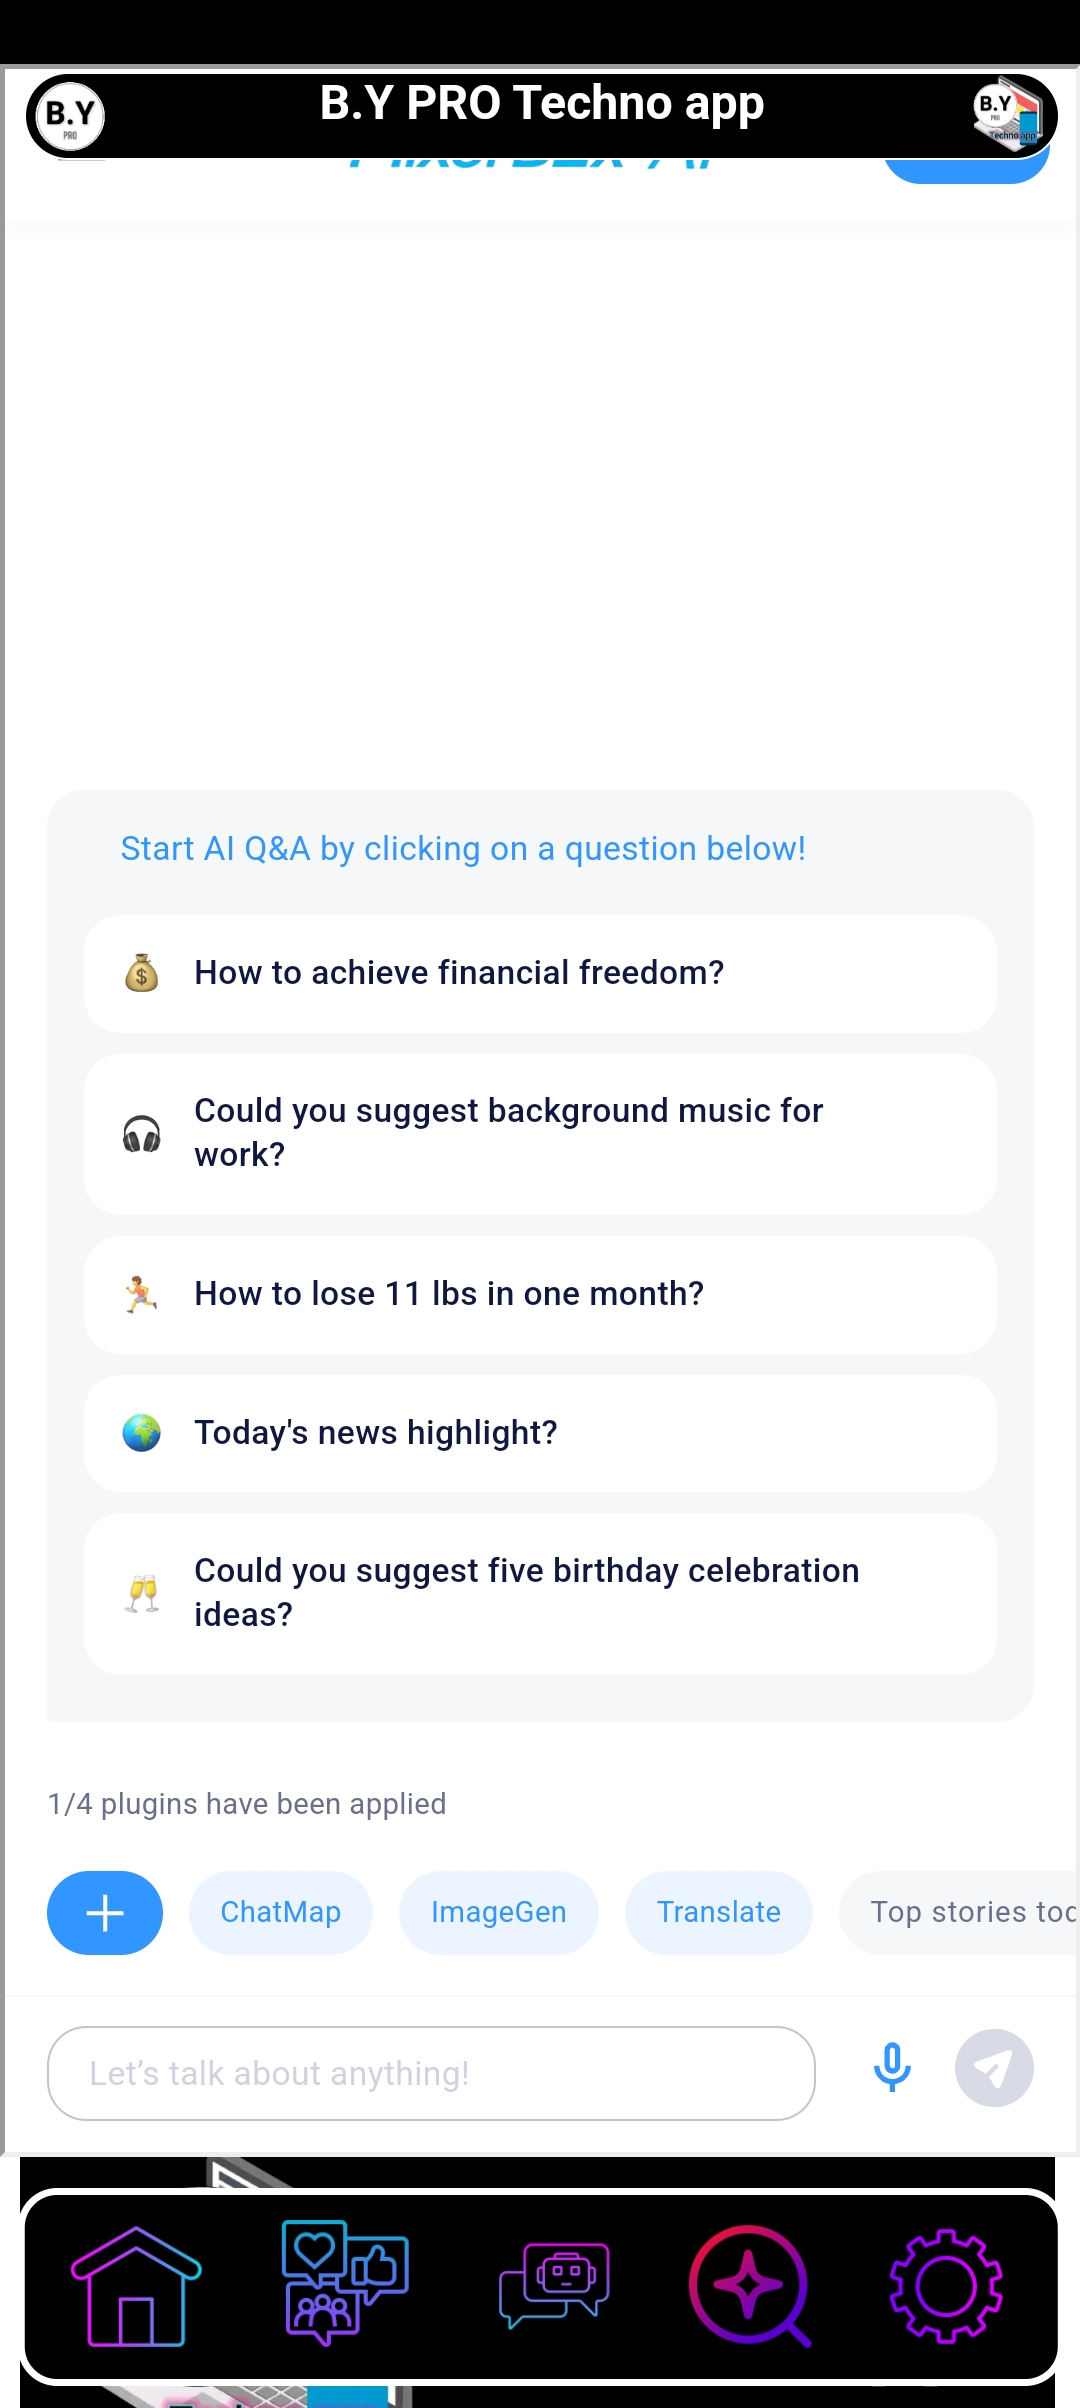 B.Y
PRO
B.Y PRO Techno app
B.Y
PRO
Techno app
Start AI Q&A by clicking on a question below!
How to achieve financial freedom?
Could you suggest background music for
work?
How to lose 11 lbs in one month?
Today's news highlight?
Could you suggest five birthday celebration
ideas?
1/4 plugins have been applied
ChatMap
ImageGen
Translate
Top stories
Let’s talk about anything!